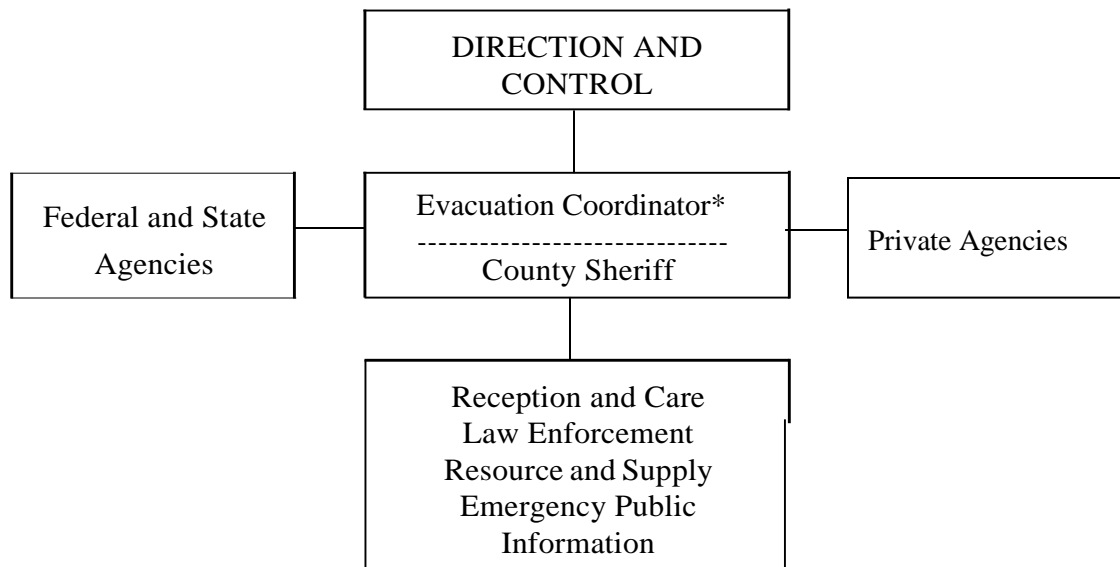 DIRECTION AND
CONTROL
Federal and State
Agencies
Evacuation Coordinator*
------------------------------
County Sheriff
Private Agencies
Reception and Care
Law Enforcement
Resource and Supply
Emergency Public
Information